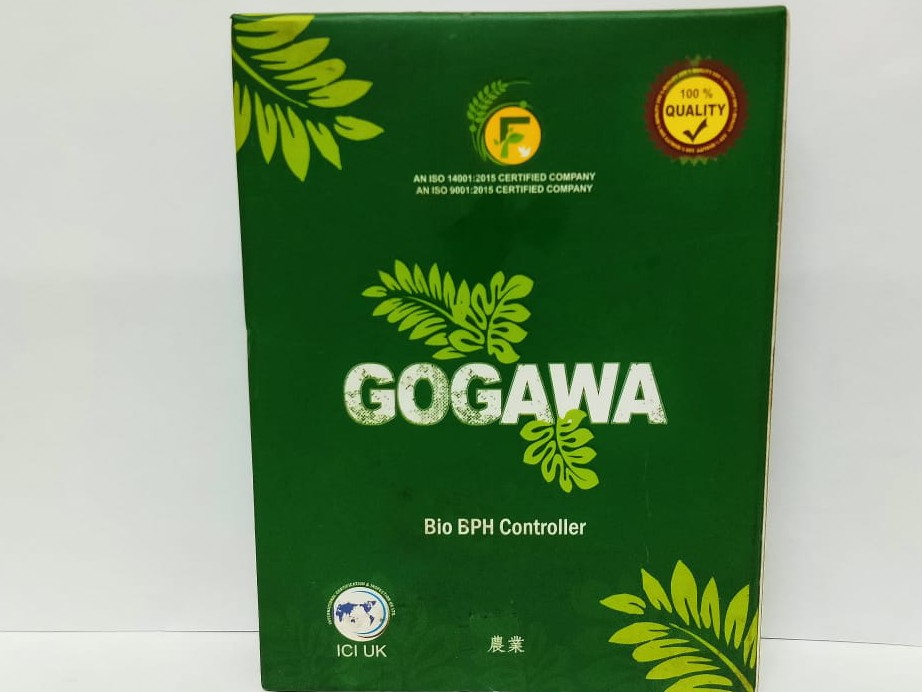 100 %
QUALITY
F
AN ISO 14001:2015 CERTIFIED COMPANY
AN ISO 9001:2015 CERTIFIED COMPANY
GOGAWA
Bio BPH Controller
ICI UK
農業